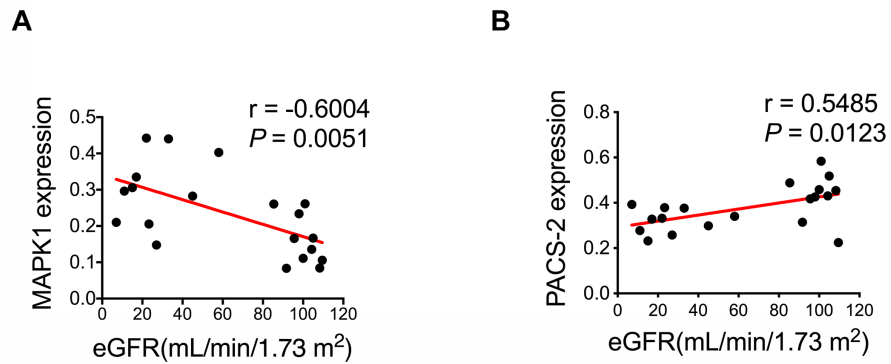 A
MAPK1 expression
0.5
0.4
0.3
0.2
0.1
0.0
r = -0.6004
P = 0.0051
0 20 40 60 80 100 120
eGFR(mL/min/1.73 m²)
B
PACS-2 expression
0.8
0.6
0.4
0.2
0.0
r = 0.5485
P = 0.0123
0 20 40 60 80 100 120
eGFR(mL/min/1.73 m²)